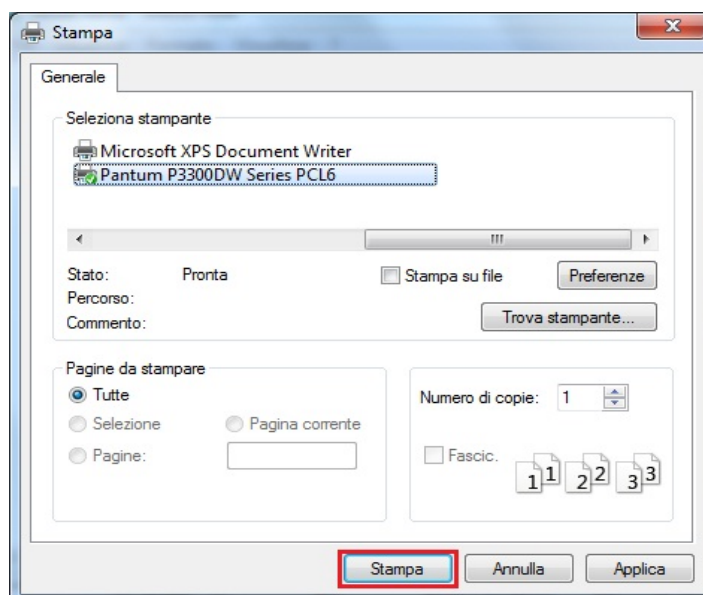 Stampa
Generale
Seleziona stampante
Microsoft XPS Document Writer
Pantum P3300DW Series PCL6
Stato: Pronta
Stampa su file
Preferenze
Percorso:
Commento:
Trova stampante...
Pagine da stampare
Tutte
Selezione
Pagina corrente
Pagine:
Numero di copie: 1
Fascic.
1 1 2 2 3 3
Stampa
Annulla
Applica